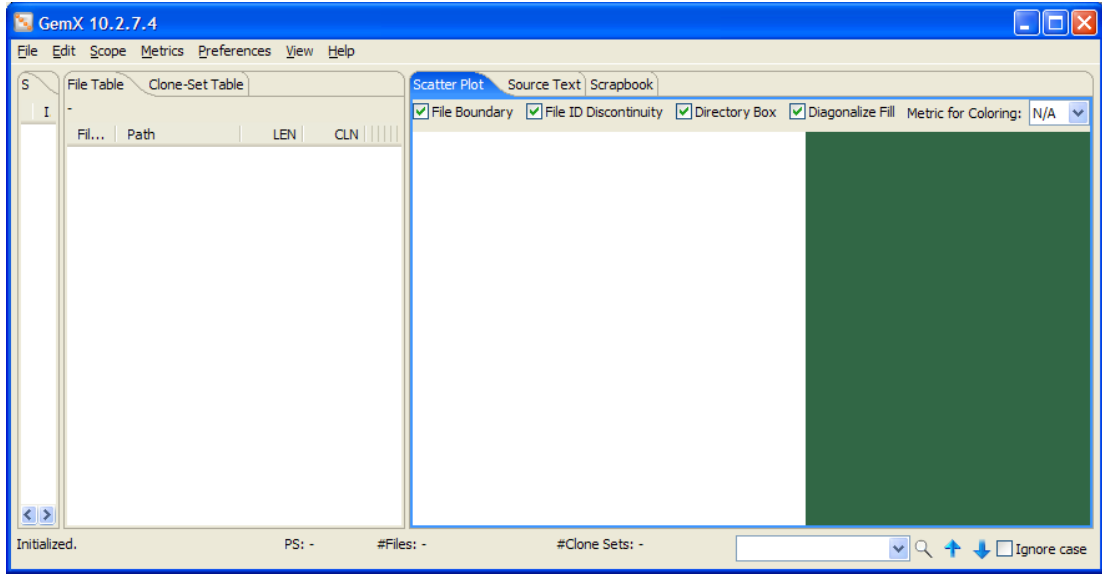 GemX 10.2.7.4
File Edit Scope Metrics Preferences View Help
S File Table Clone-Set Table Scatter Plot Source Text Scrapbook
I - File Boundary File ID Discontinuity Directory Box Diagonalize Fill Metric for Coloring: N/A
Fil... Path LEN CLN
Initialized. PS: - #Files: - #Clone Sets: - Ignore case